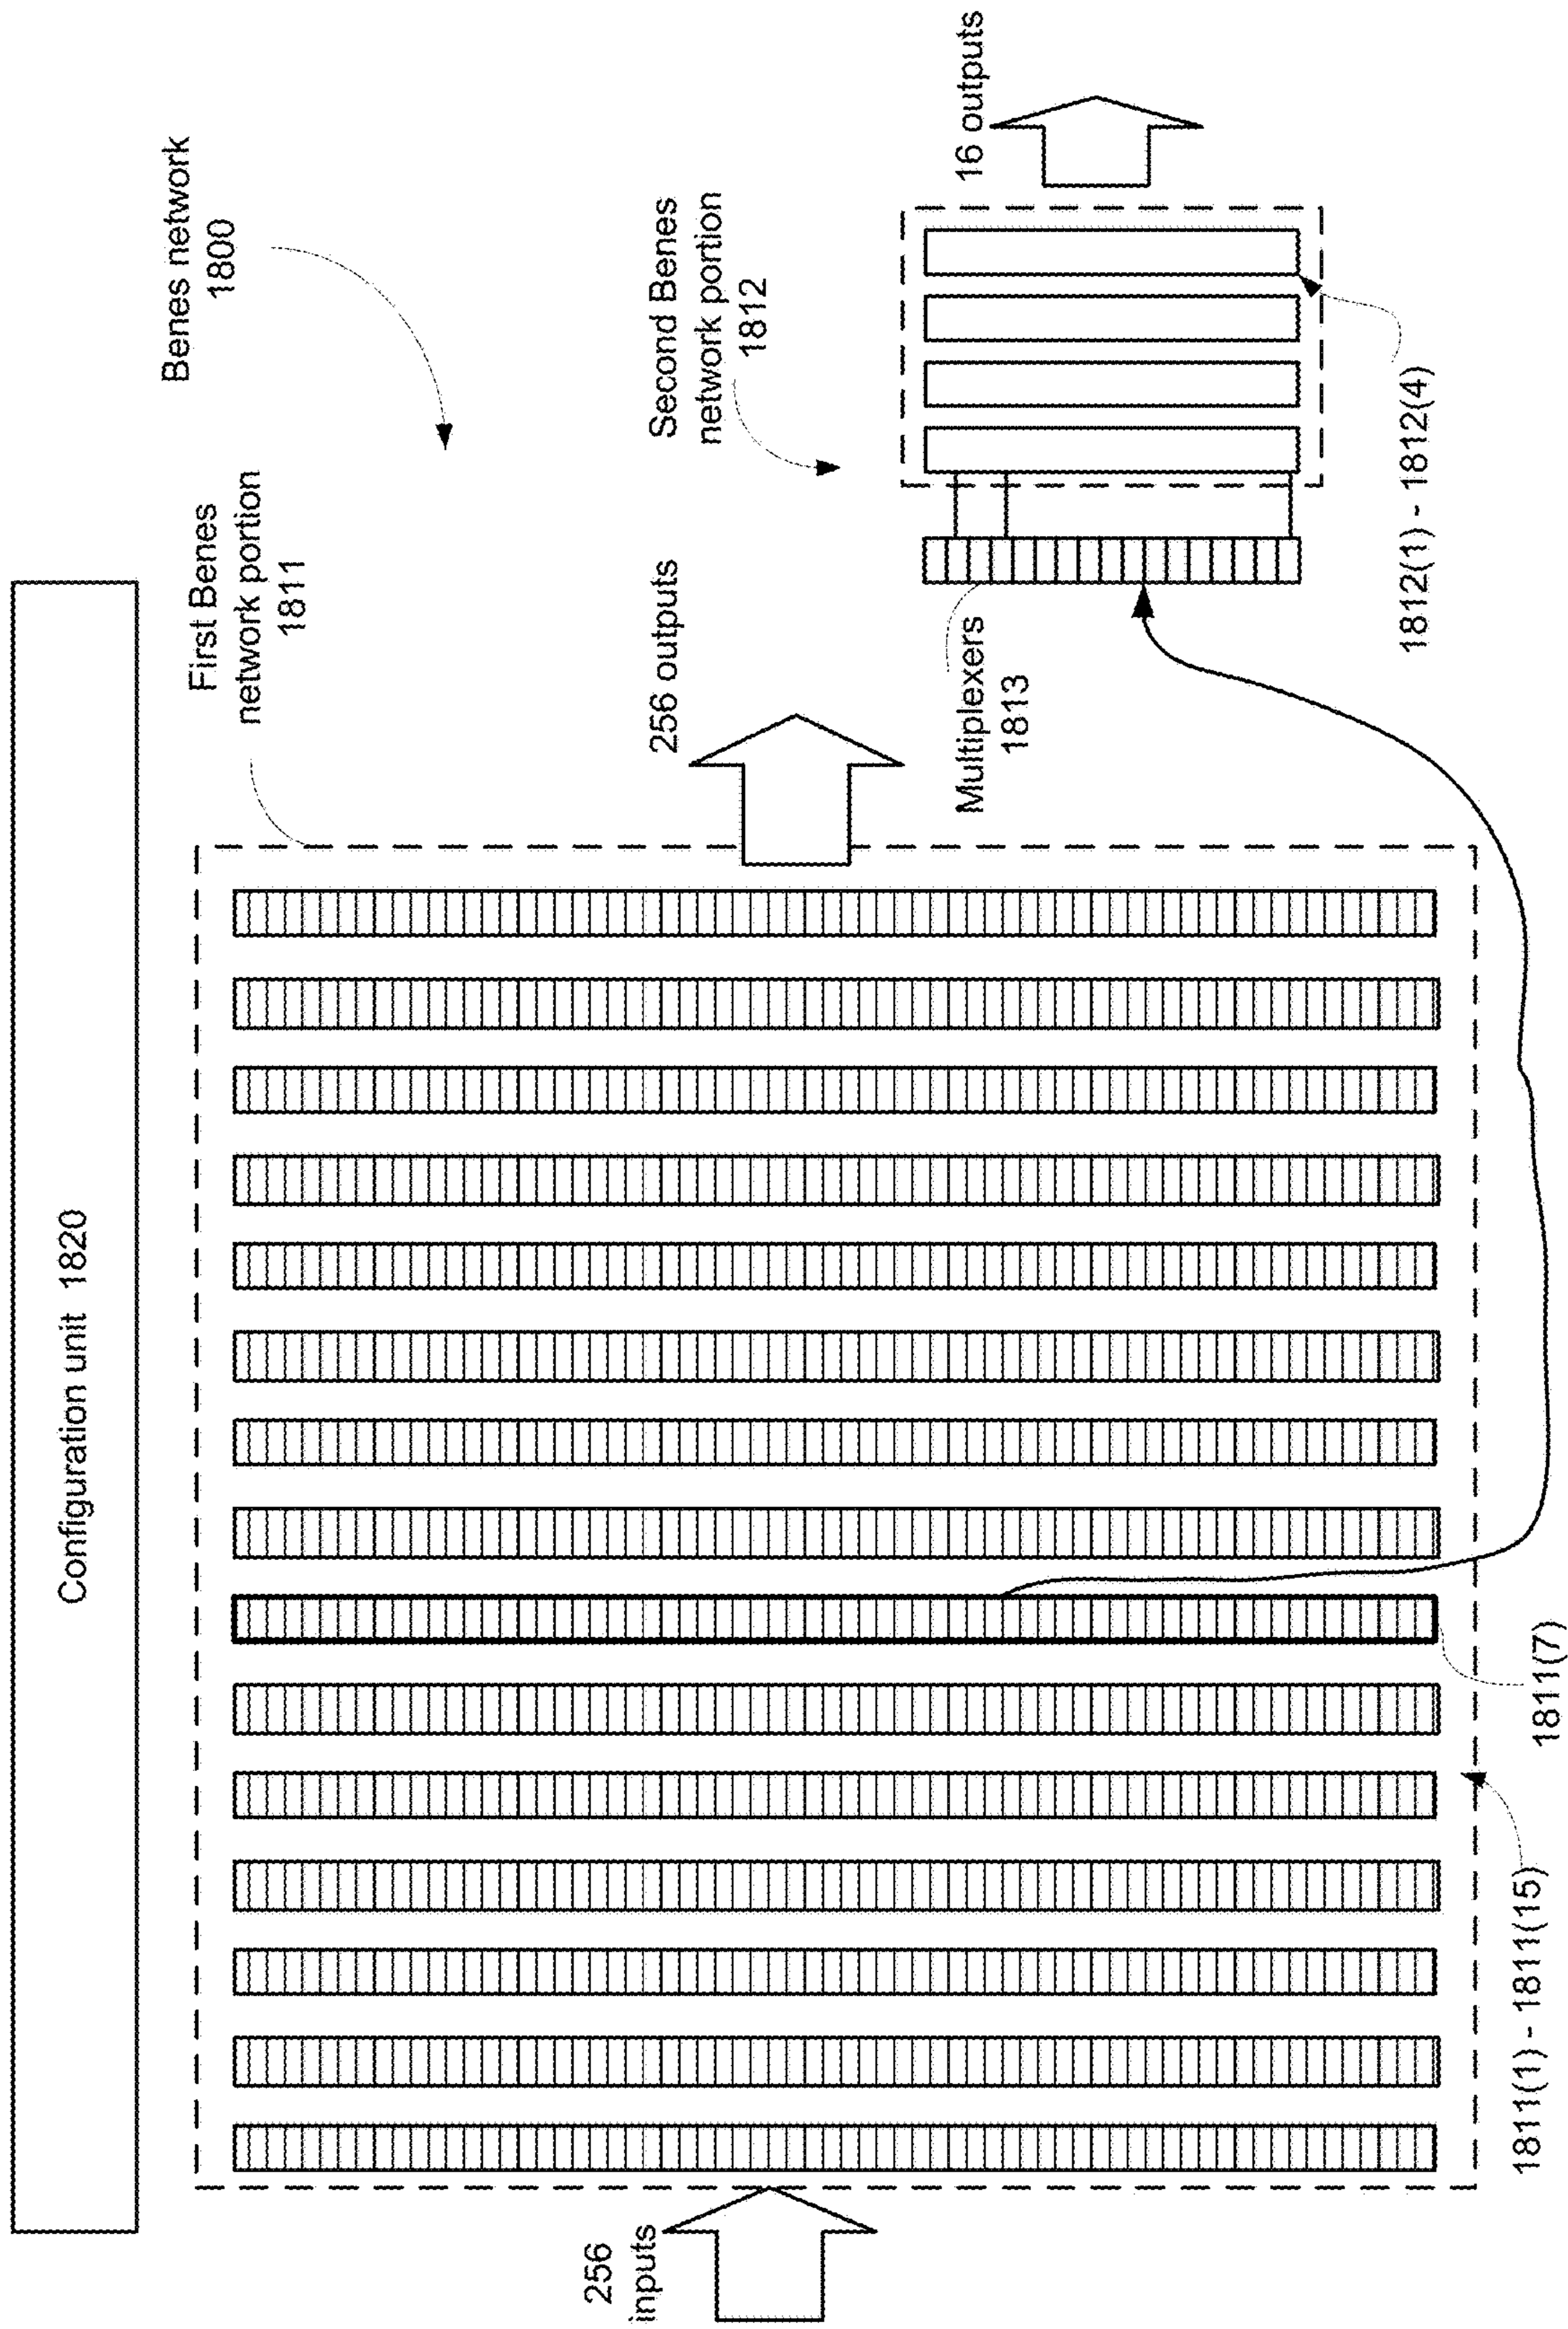 Configuration unit 1820
Benes network
1800
First Benes
network portion
1811
Second Benes
network portion
1812
256
inputs
256 outputs
16 outputs
Multiplexers
1813
1812(1) - 1812(4)
1811(7)
1811(1) - 1811(15)